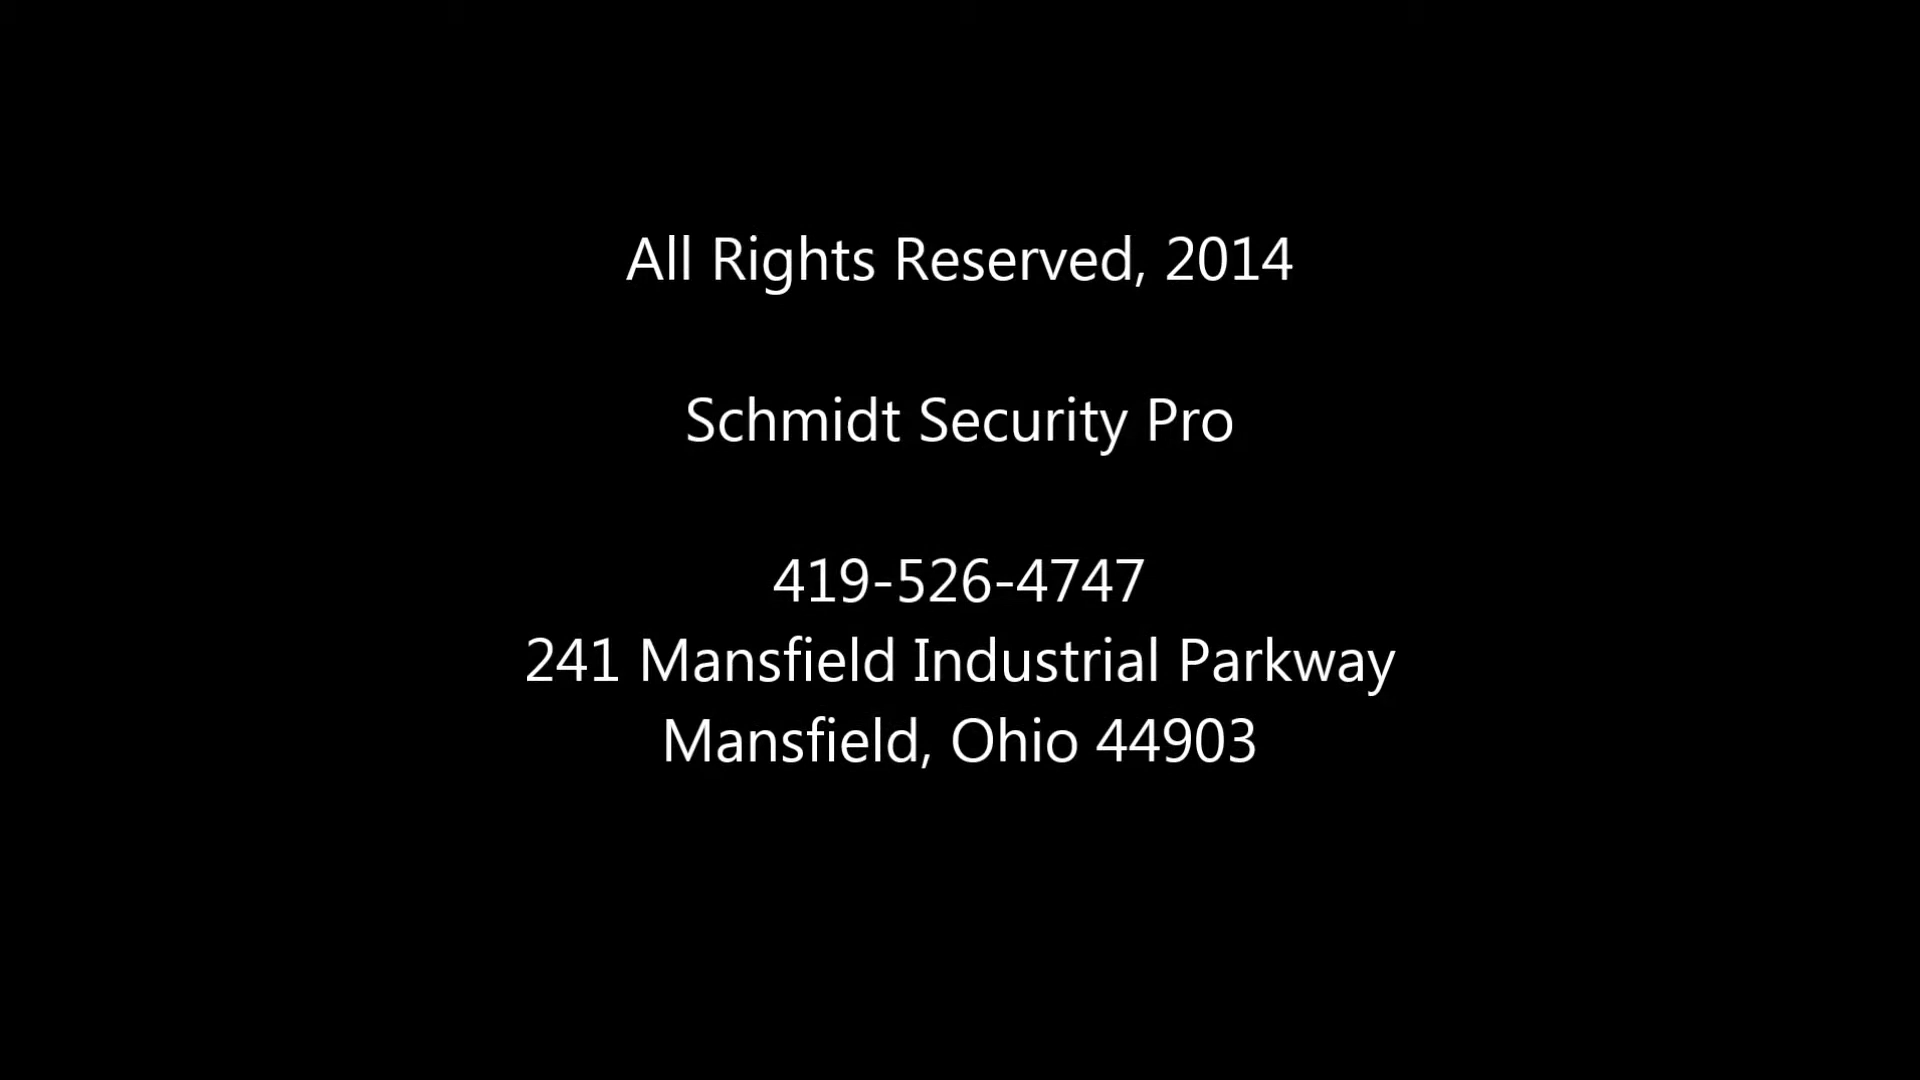 All Rights Reserved, 2014
Schmidt Security Pro
419-526-4747
241 Mansfield Industrial Parkway
Mansfield, Ohio 44903